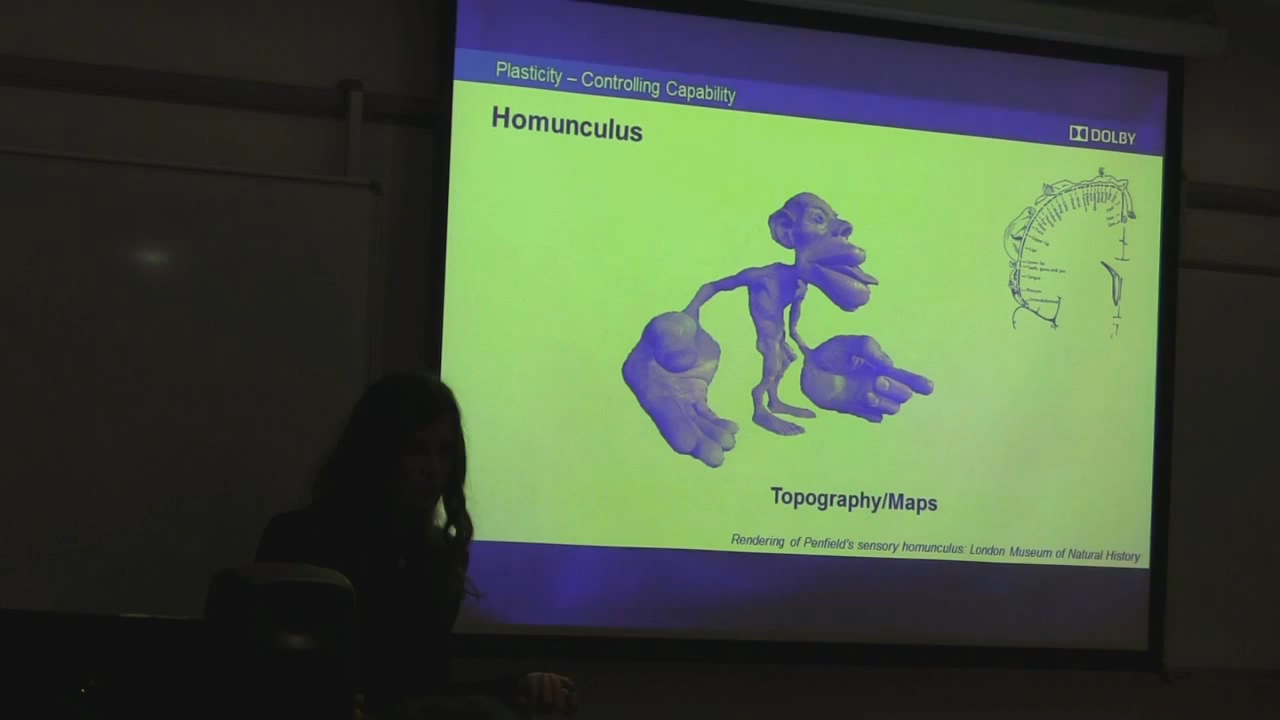 Plasticity – Controlling Capability
DOLBY
Homunculus
Topography/Maps
Rendering of Penfield's sensory homunculus: London Museum of Natural History